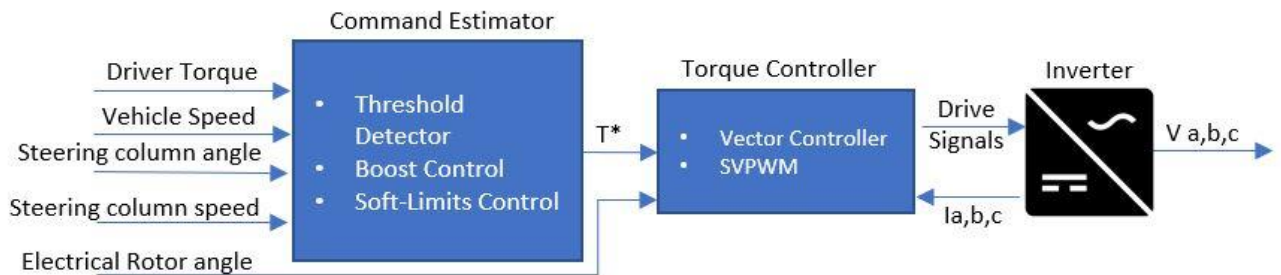 Command Estimator
Driver Torque
Vehicle Speed
Steering column angle
Steering column speed
Electrical Rotor angle
• Threshold
Detector
• Boost Control
• Soft-Limits Control
T*
Torque Controller
• Vector Controller
• SVPWM
Drive
Signals
Ia,b,c
Inverter
V a,b,c